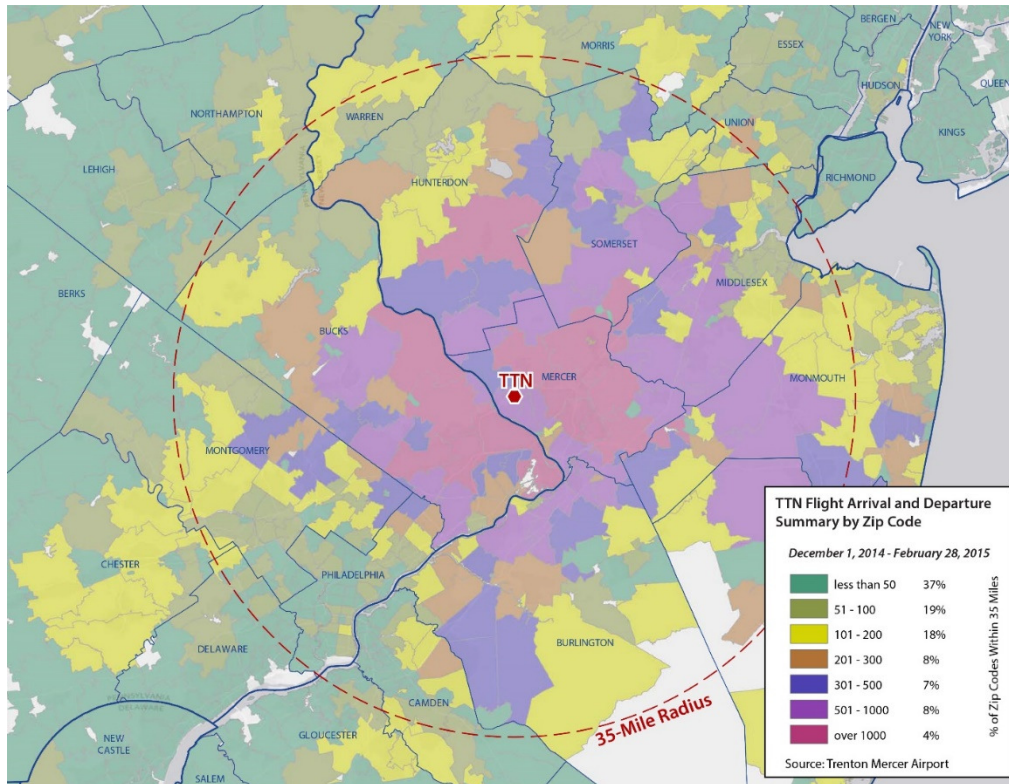 BERGEN
NEW YORK
MORRIS
ESSEX
HUDSON
QUEEN
NORTHAMPTON
WARREN
UNION
KINGS
LEHIGH
RICHMOND
HUNTERDON
SOMERSET
MIDDLESEX
BERKS
BUCKS
TTN
MERCER
MONMOUTH
MONTGOMERY
CHESTER
PHILADELPHIA
DELAWARE
BURLINGTON
PENNSYLVANIA
DELAWARE
CAMDEN
35-Mile Radius
NEW CASTLE
GLOUCESTER
SALEM
TTN Flight Arrival and Departure
Summary by Zip Code
December 1, 2014 - February 28, 2015
less than 50 37%
51 - 100 19%
101 - 200 18%
201 - 300 8%
301 - 500 7%
501 - 1000 8%
over 1000 4%
% of Zip Codes Within 35 Miles
Source: Trenton Mercer Airport